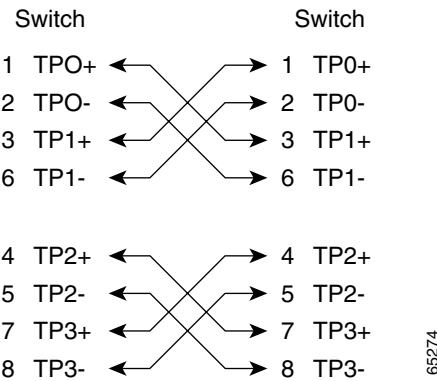 Switch Switch
1 TPO+ 1 TP0+
2 TPO- 2 TP0-
3 TP1+ 3 TP1+
6 TP1- 6 TP1-
4 TP2+ 4 TP2+
5 TP2- 5 TP2-
7 TP3+ 7 TP3+
8 TP3- 8 TP3-
65274